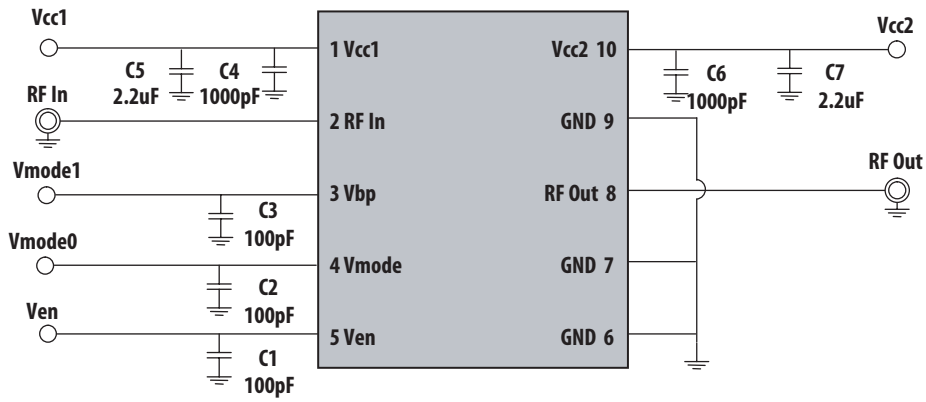 Vcc1
Vcc2
1 Vcc1
Vcc2 10
C5
2.2uF
C4
1000pF
C6
1000pF
C7
2.2uF
RF In
2 RF In
GND 9
RF Out
Vmode1
3 Vbp
RF Out 8
C3
100pF
Vmode0
4 Vmode
GND 7
C2
100pF
Ven
5 Ven
GND 6
C1
100pF